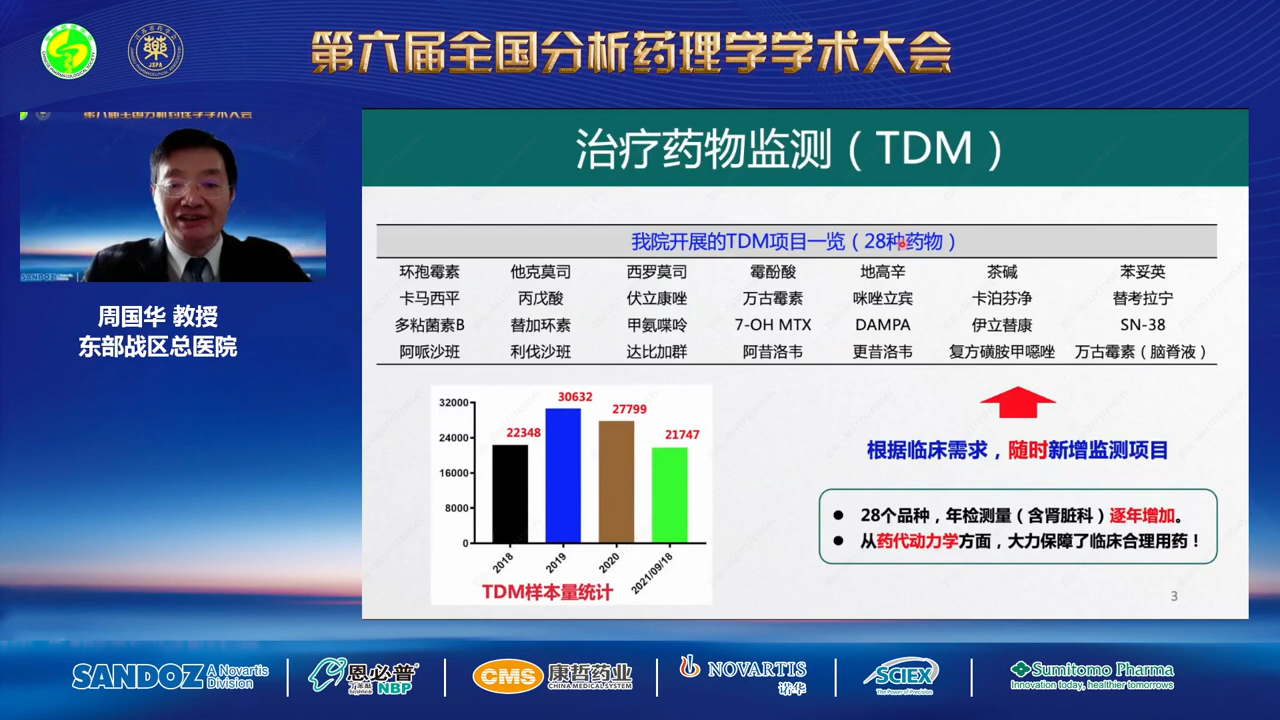 第六届全国分析药理学学术大会
JSPA
SANDOZ
周国华 教授
东部战区总医院
治疗药物监测（TDM）
我院开展的TDM项目一览（28种药物）
环孢霉素 他克莫司 西罗莫司 霉酚酸 地高辛 茶碱 苯妥英
卡马西平 丙戊酸 伏立康唑 万古霉素 咪唑立宾 卡泊芬净 替考拉宁
多粘菌素B 替加环素 甲氨喋呤 7-OH MTX DAMPA 伊立替康 SN-38
阿哌沙班 利伐沙班 达比加群 阿昔洛韦 更昔洛韦 复方磺胺甲噁唑 万古霉素（脑脊液）
32000
24000
16000
8000
0
22348
30632
27799
21747
2018
2019
2020
2021/09/18
TDM样本量统计
根据临床需求，随时新增监测项目
● 28个品种，年检测量（含肾脏科）逐年增加。
● 从药代动力学方面，大力保障了临床合理用药！
3
SANDOZ A Novartis Division
恩必普 NBP
CMS 康哲药业 CHINA MEDICAL SYSTEM
NOVARTIS 诺华
SCIEX The Power of Precision
Sumitomo Pharma
Innovation today, healthier tomorrows